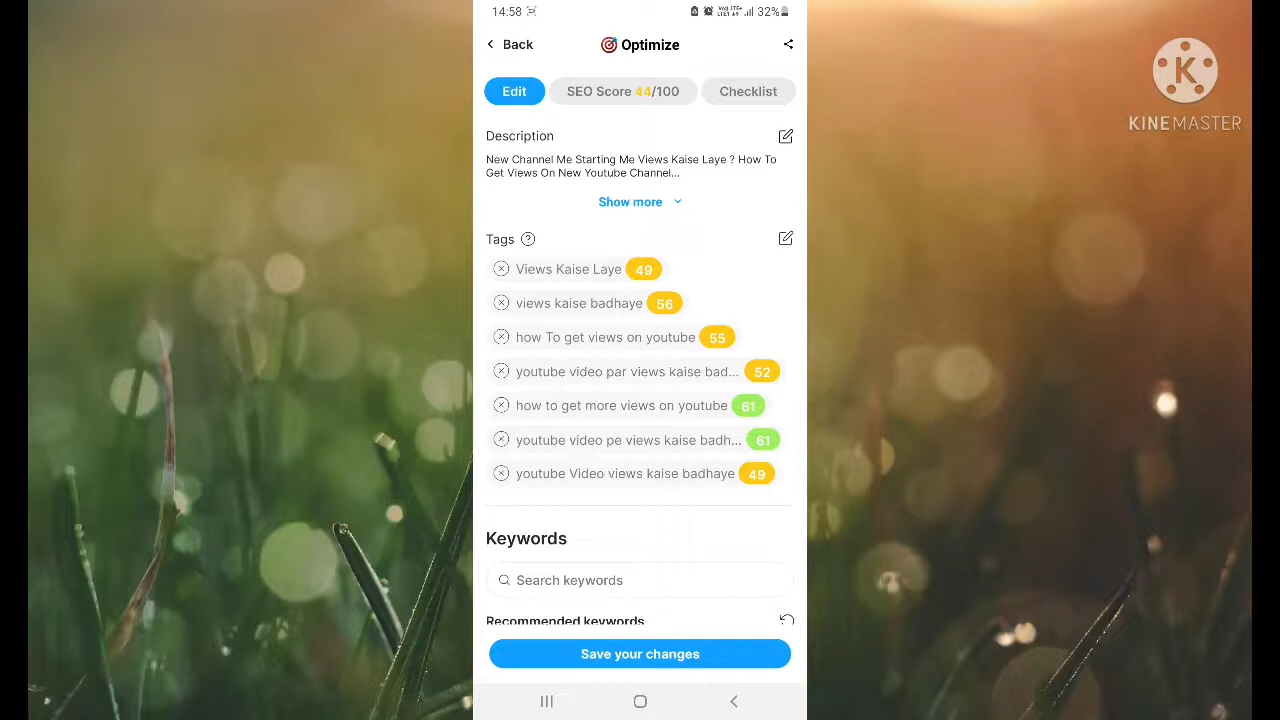 14:58
32%
Back
Optimize
KINEMASTER
Edit
SEO Score 44/100
Checklist
Description
New Channel Me Starting Me Views Kaise Laye ? How To
Get Views On New Youtube Channel...
Show more
Tags ?
Views Kaise Laye 49
views kaise badhaye 56
how To get views on youtube 55
youtube video par views kaise bad... 52
how to get more views on youtube 61
youtube video pe views kaise badh... 61
youtube Video views kaise badhaye 49
Keywords
Search keywords
Recommended keywords
Save your changes